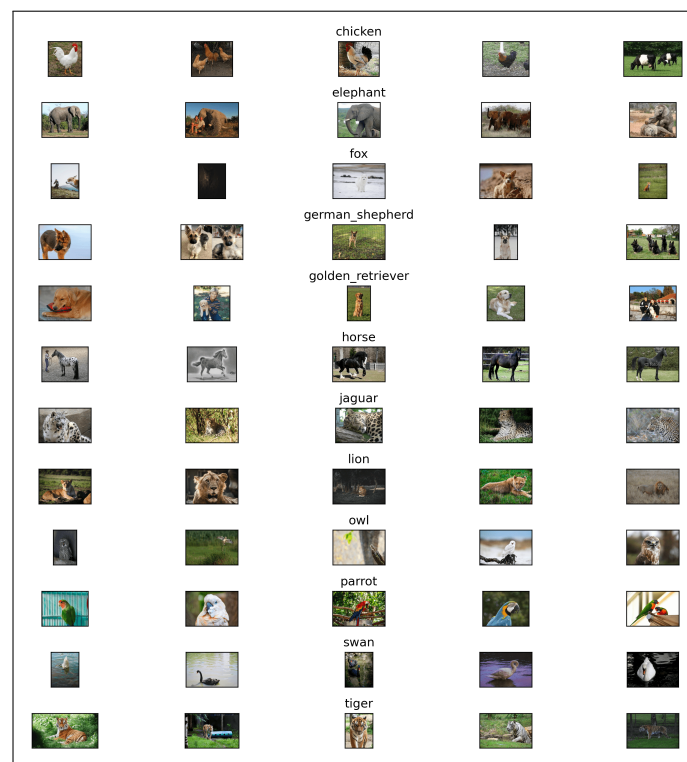 chicken
elephant
fox
german_shepherd
golden_retriever
horse
jaguar
lion
owl
parrot
swan
tiger